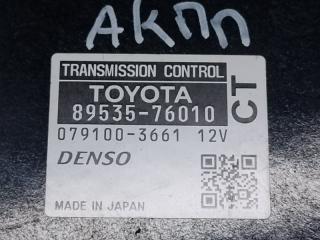 АКПП
TRANSMISSION CONTROL
TOYOTA
89535-76010
CT
079100-3661 12V
DENSO
MADE IN JAPAN